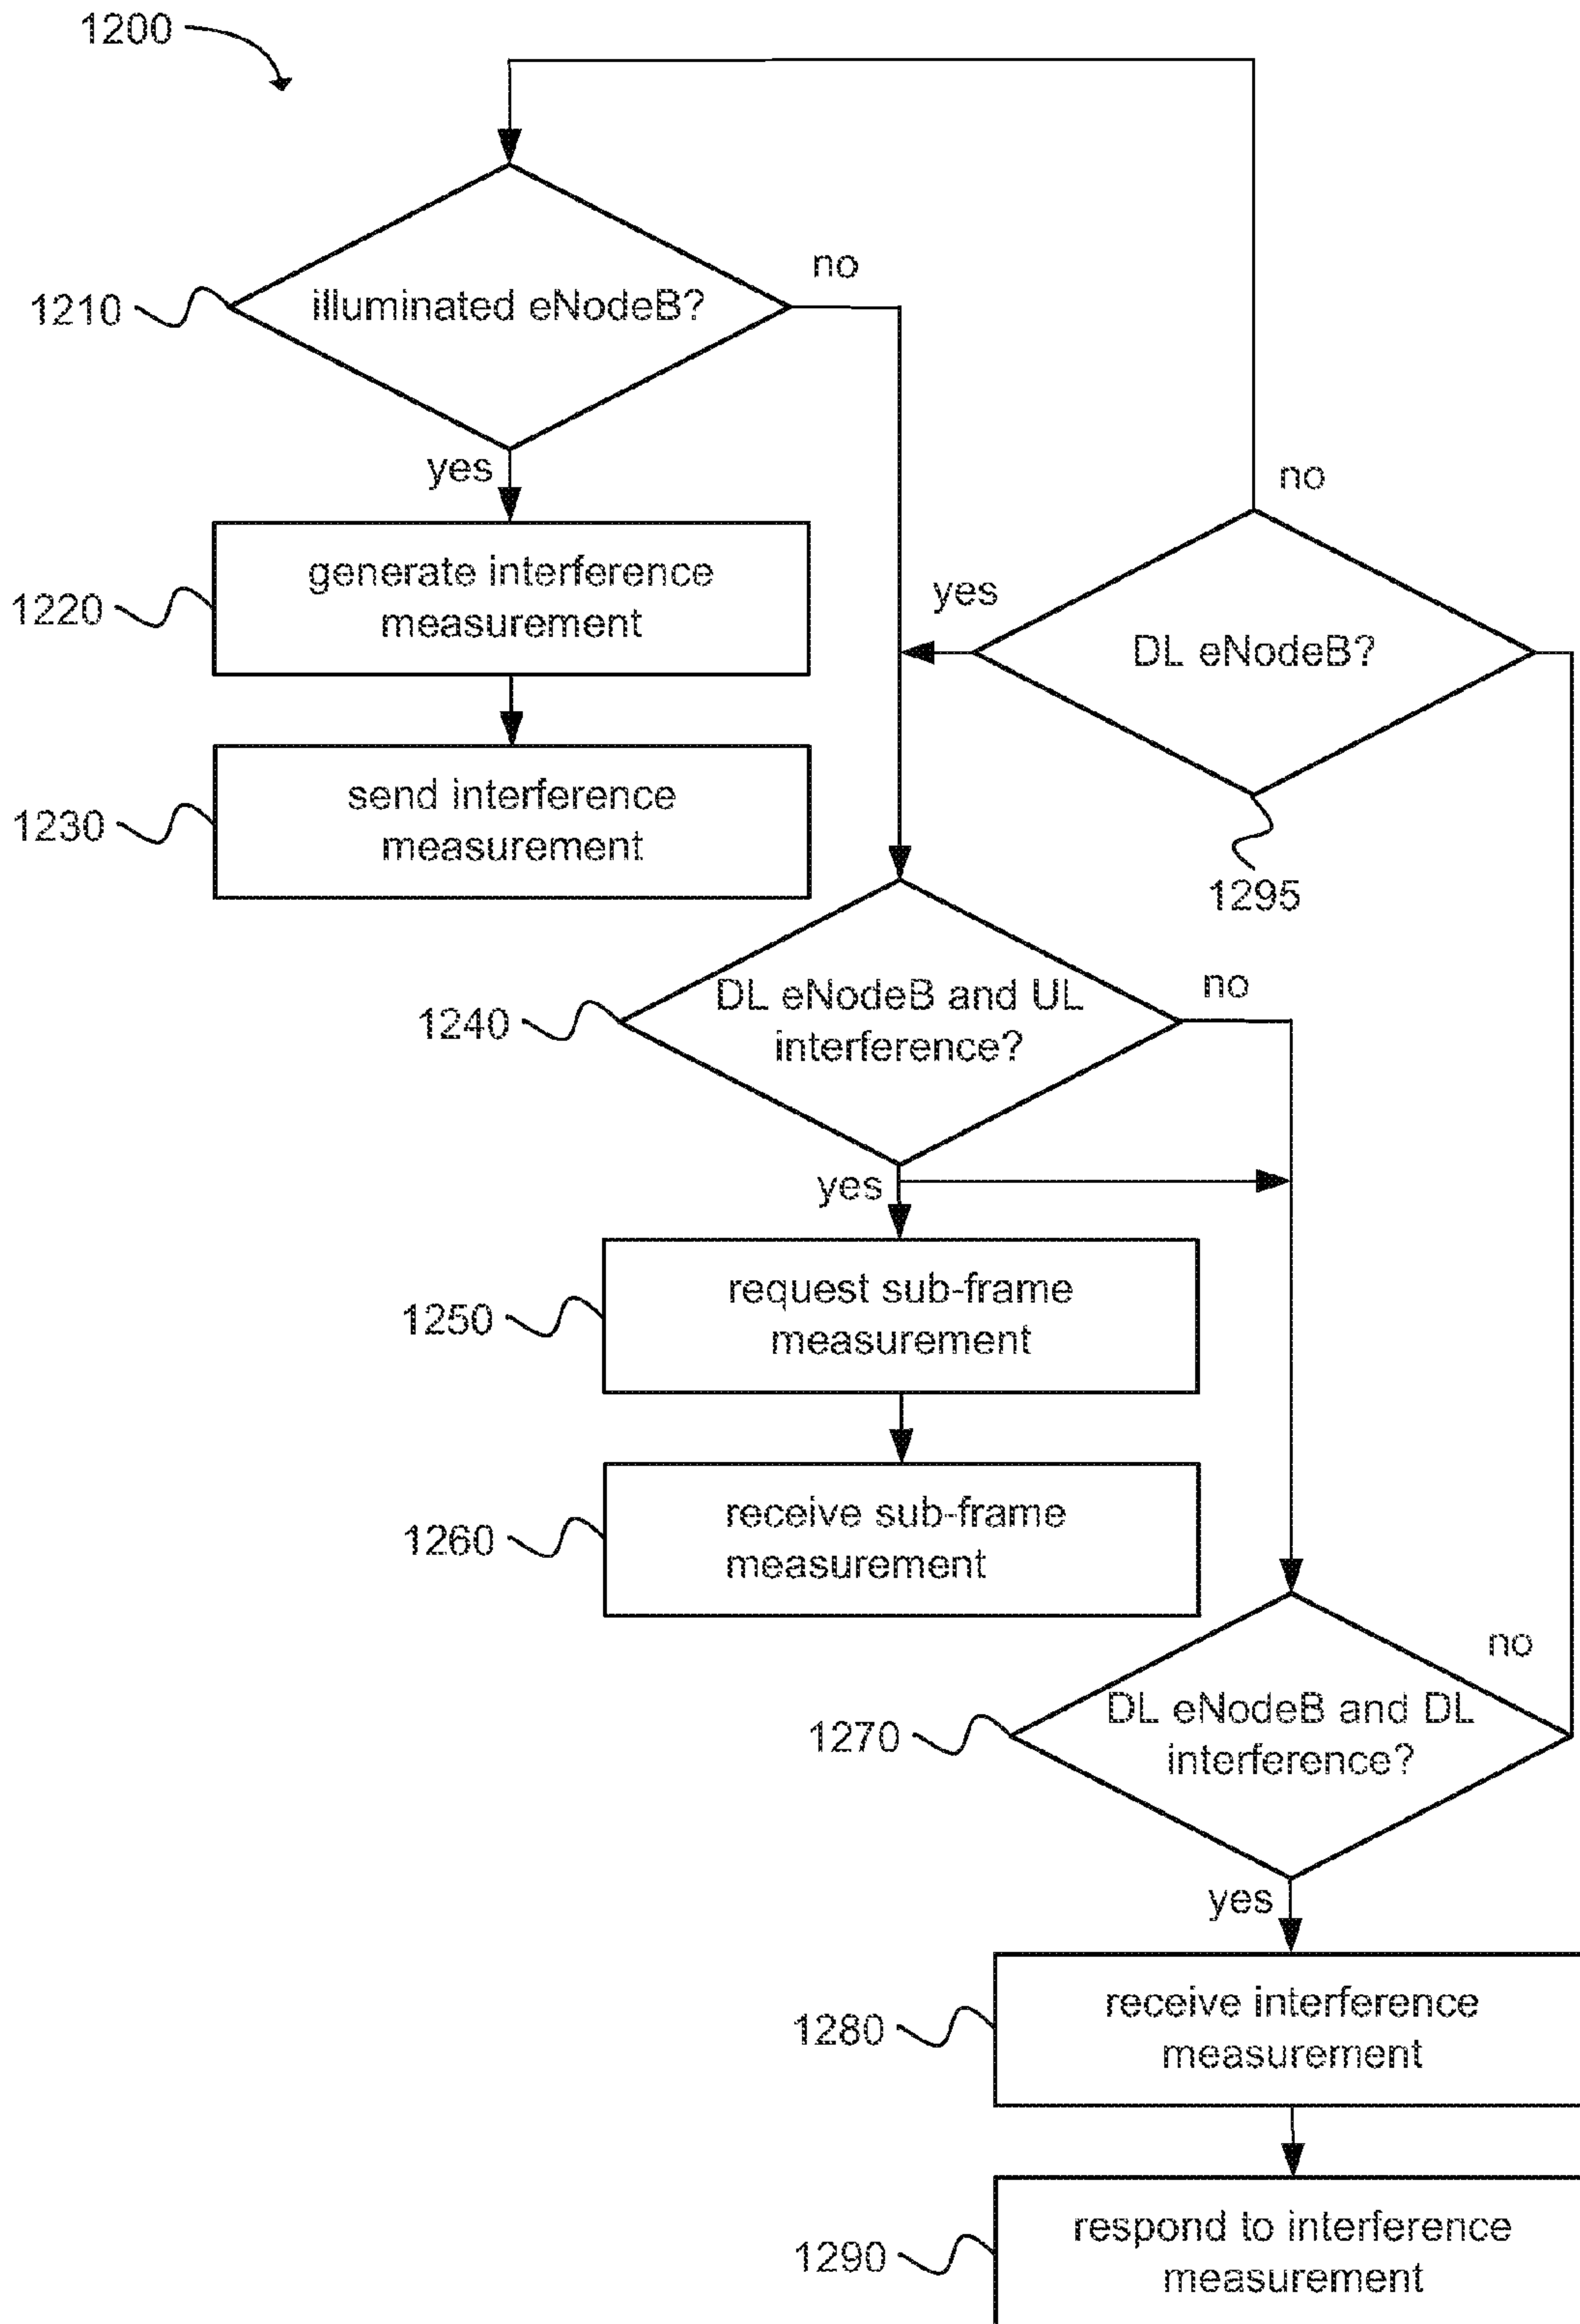 1200
no
1210
illuminated eNodeB?
yes
no
generate interference
measurement
1220
yes
DL eNodeB?
send interference
measurement
1230
1295
DL eNodeB and UL
interference?
no
1240
yes
request sub-frame
measurement
1250
receive sub-frame
measurement
1260
no
DL eNodeB and DL
interference?
1270
yes
receive interference
measurement
1280
respond to interference
measurement
1290